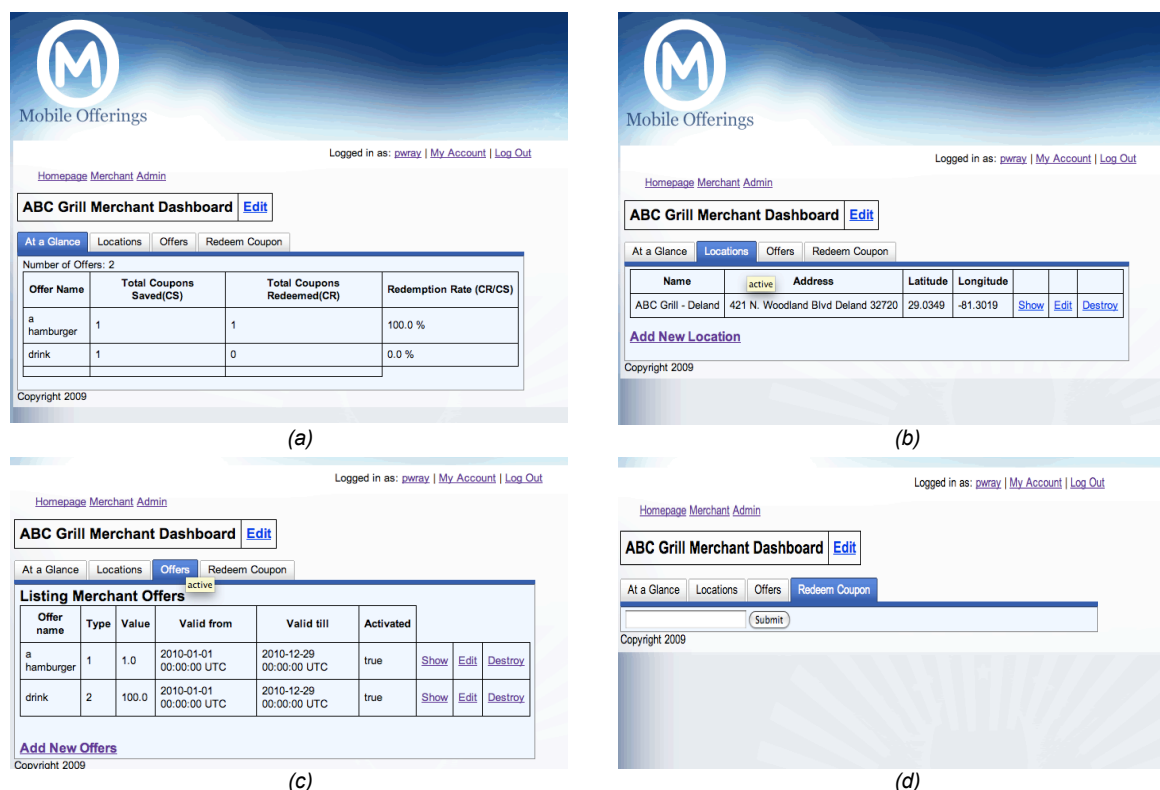 M
Mobile Offerings
Logged in as: pwray | My Account | Log Out
Homepage Merchant Admin
ABC Grill Merchant Dashboard Edit
At a Glance Locations Offers Redeem Coupon
Number of Offers: 2
Offer Name Total Coupons Saved(CS) Total Coupons Redeemed(CR) Redemption Rate (CR/CS)
a hamburger 1 1 100.0 %
drink 1 0 0.0 %
Copyright 2009
(a)
M
Mobile Offerings
Logged in as: pwray | My Account | Log Out
Homepage Merchant Admin
ABC Grill Merchant Dashboard Edit
At a Glance Locations Offers Redeem Coupon
active
Name Address Latitude Longitude
ABC Grill - Deland 421 N. Woodland Blvd Deland 32720 29.0349 -81.3019 Show Edit Destroy
Add New Location
Copyright 2009
(b)
Logged in as: pwray | My Account | Log Out
Homepage Merchant Admin
ABC Grill Merchant Dashboard Edit
At a Glance Locations Offers Redeem Coupon
active
Listing Merchant Offers
Offer name Type Value Valid from Valid till Activated
a hamburger 1 1.0 2010-01-01 00:00:00 UTC 2010-12-29 00:00:00 UTC true Show Edit Destroy
drink 2 100.0 2010-01-01 00:00:00 UTC 2010-12-29 00:00:00 UTC true Show Edit Destroy
Add New Offers
Copyright 2009
(c)
Logged in as: pwray | My Account | Log Out
Homepage Merchant Admin
ABC Grill Merchant Dashboard Edit
At a Glance Locations Offers Redeem Coupon
Submit
Copyright 2009
(d)